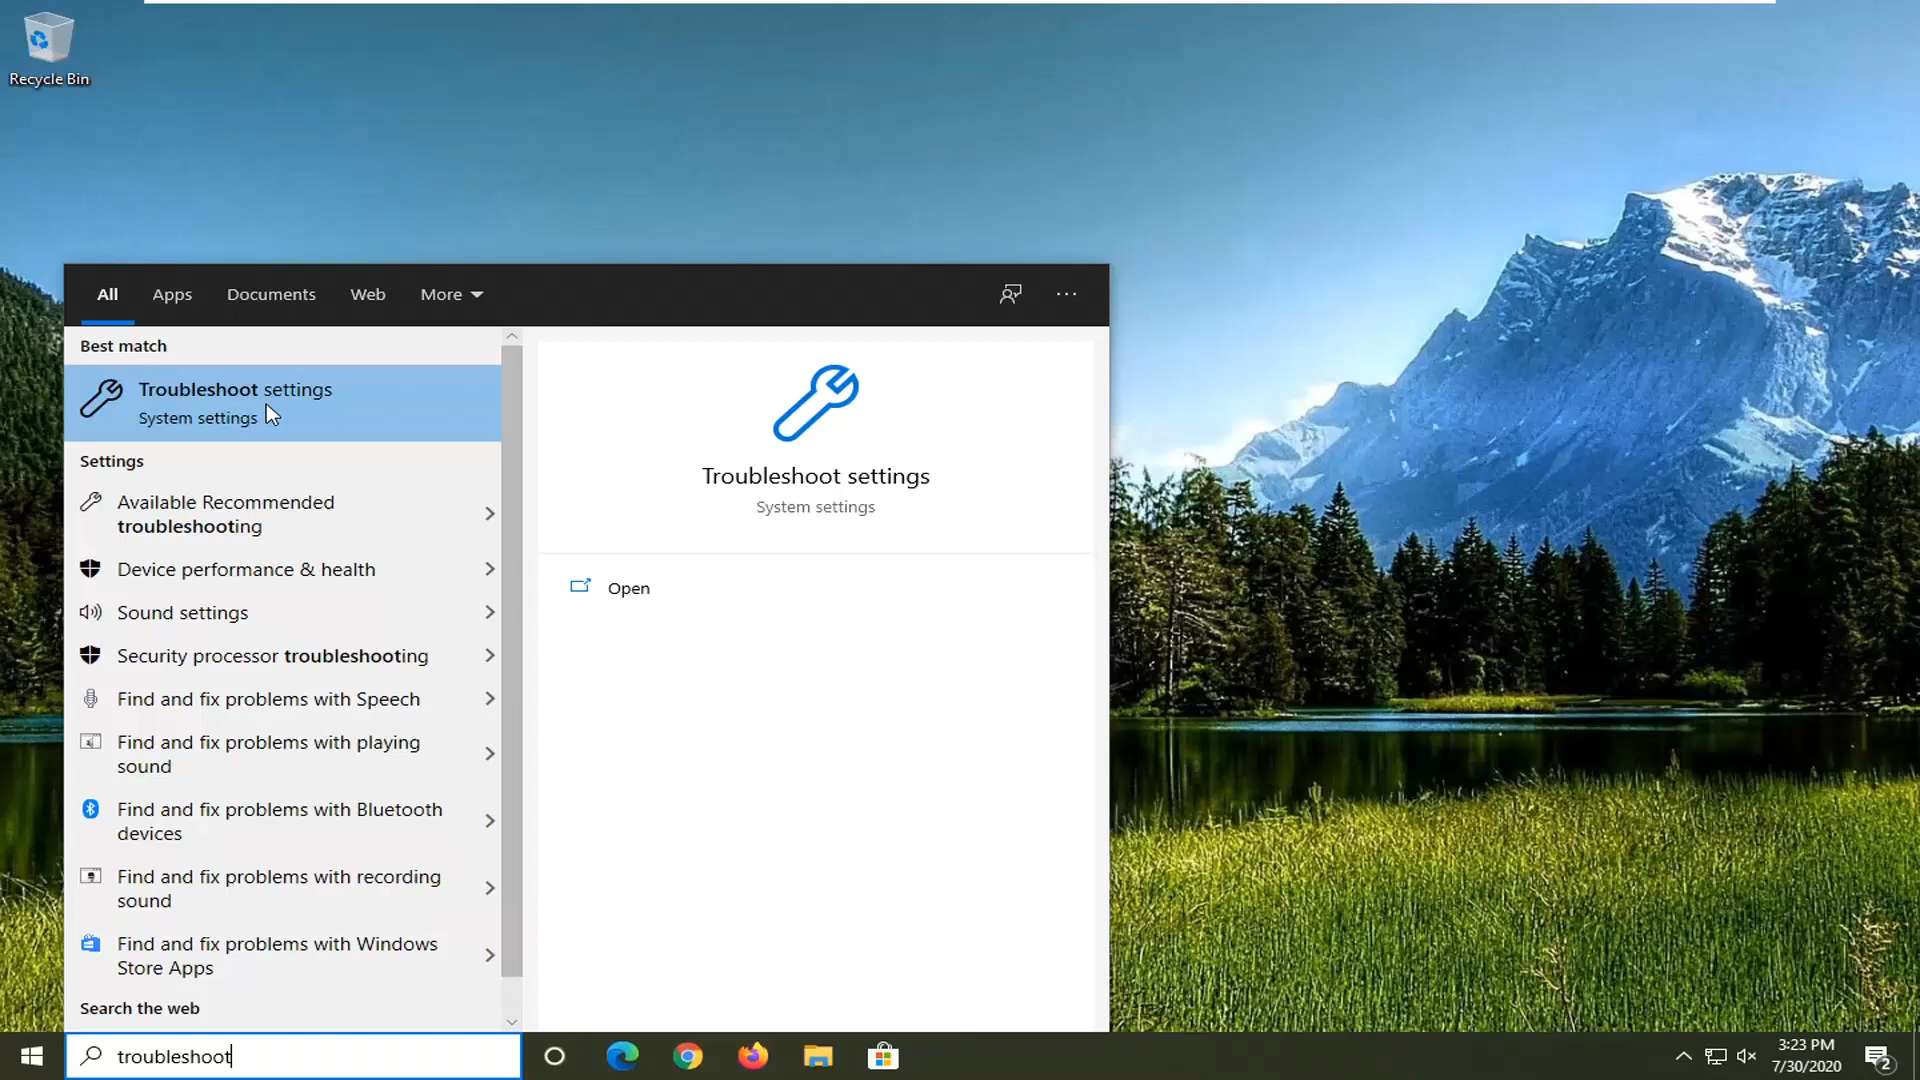 Recycle Bin
All Apps Documents Web More
Best match
Troubleshoot settings
System settings
Settings
Available Recommended
troubleshooting
Device performance & health
Sound settings
Security processor troubleshooting
Find and fix problems with Speech
Find and fix problems with playing
sound
Find and fix problems with Bluetooth
devices
Find and fix problems with recording
sound
Find and fix problems with Windows
Store Apps
Search the web
Troubleshoot settings
System settings
Open
troubleshoot
3:23 PM
7/30/2020
2